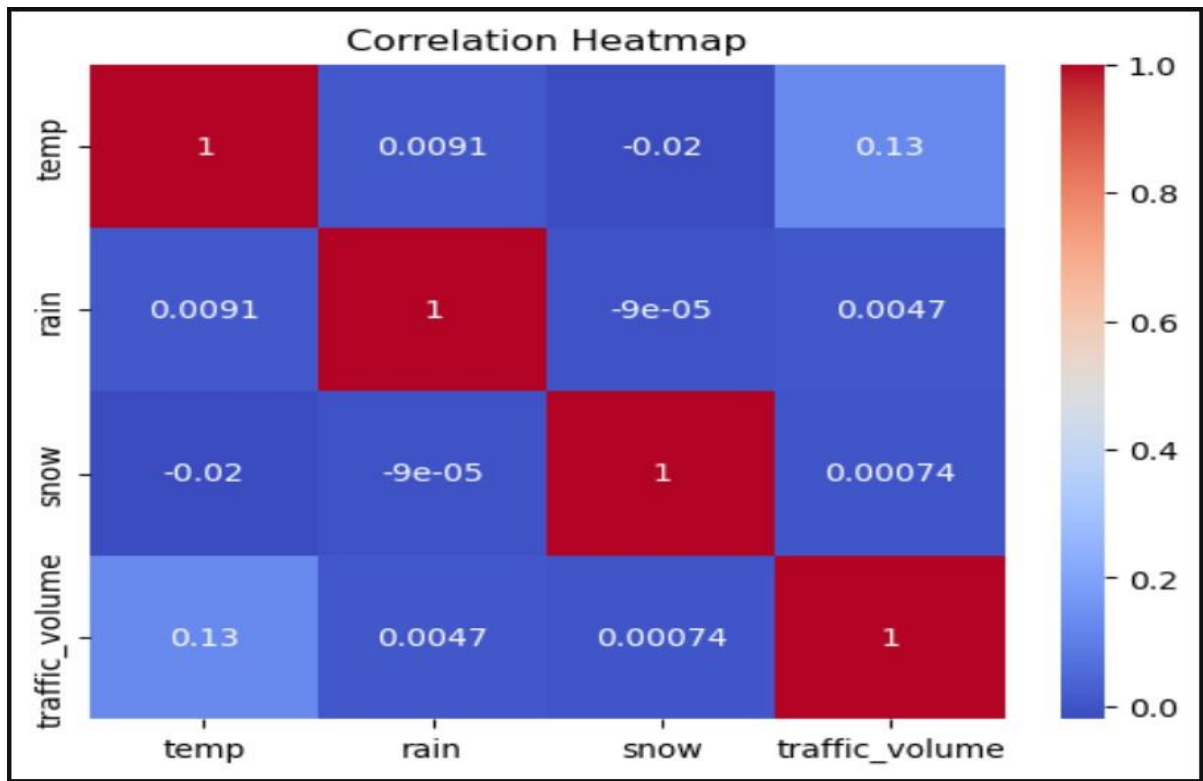 Correlation Heatmap
temp 1 0.0091 -0.02 0.13
rain 0.0091 1 -9e-05 0.0047
snow -0.02 -9e-05 1 0.00074
traffic_volume 0.13 0.0047 0.00074 1
temp rain snow traffic_volume
1.0
0.8
0.6
0.4
0.2
0.0